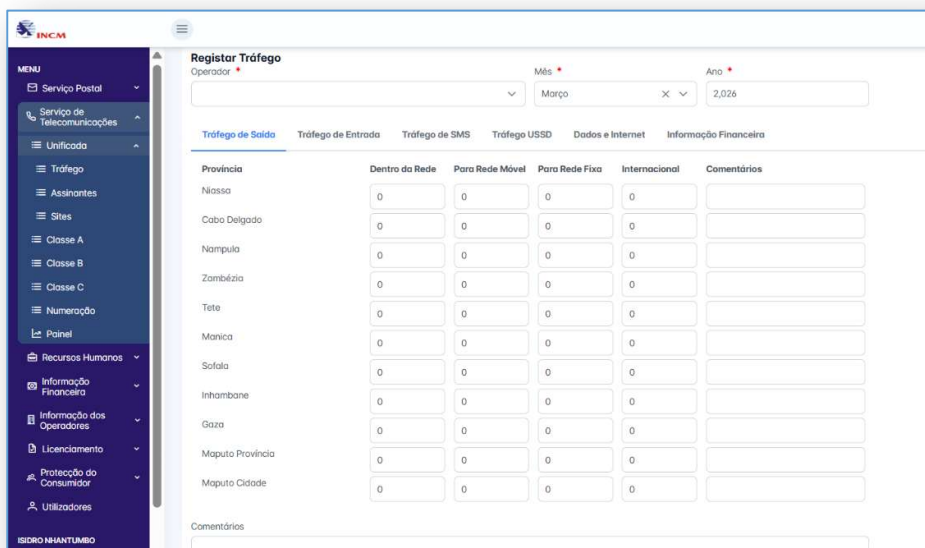 INCM
MENU
Serviço Postal
Serviço de
Telecomunicações
Unificada
Tráfego
Assinantes
Sites
Classe A
Classe B
Classe C
Numeração
Painel
Recursos Humanos
Informação
Financeira
Informação dos
Operadores
Licenciamento
Protecção do
Consumidor
Utilizadores
ISIDRO NHANTUMBO
Registar Tráfego
Operador * Mês * Ano *
Março 2,026
Tráfego de Saída Tráfego de Entrada Tráfego de SMS Tráfego USSD Dados e Internet Informação Financeira
Província Dentro da Rede Para Rede Móvel Para Rede Fixa Internacional Comentários
Niassa 0 0 0 0
Cabo Delgado 0 0 0 0
Nampula 0 0 0 0
Zambézia 0 0 0 0
Tete 0 0 0 0
Manica 0 0 0 0
Sofala 0 0 0 0
Inhambane 0 0 0 0
Gaza 0 0 0 0
Maputo Província 0 0 0 0
Maputo Cidade 0 0 0 0
Comentários